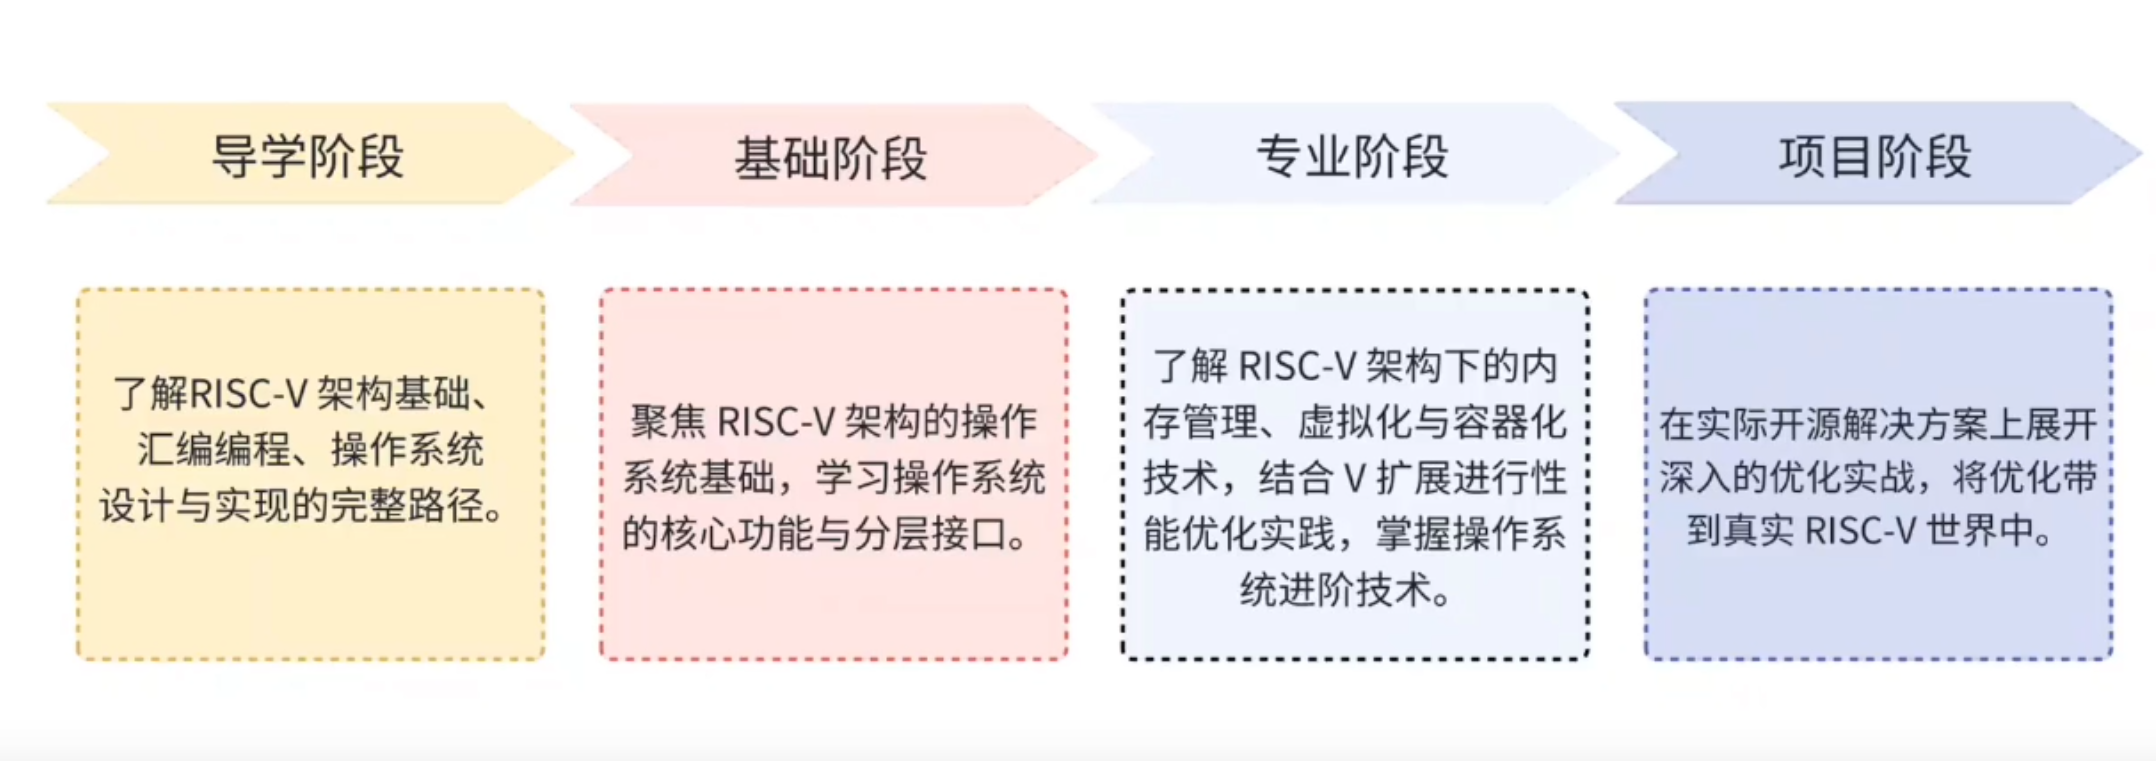 导学阶段
基础阶段
专业阶段
项目阶段
了解RISC-V 架构基础、
汇编编程、操作系统
设计与实现的完整路径。
聚焦 RISC-V 架构的操作
系统基础，学习操作系统
的核心功能与分层接口。
了解 RISC-V 架构下的内
存管理、虚拟化与容器化
技术，结合 V 扩展进行性
能优化实践，掌握操作系
统进阶技术。
在实际开源解决方案上展开
深入的优化实战，将优化带
到真实 RISC-V 世界中。